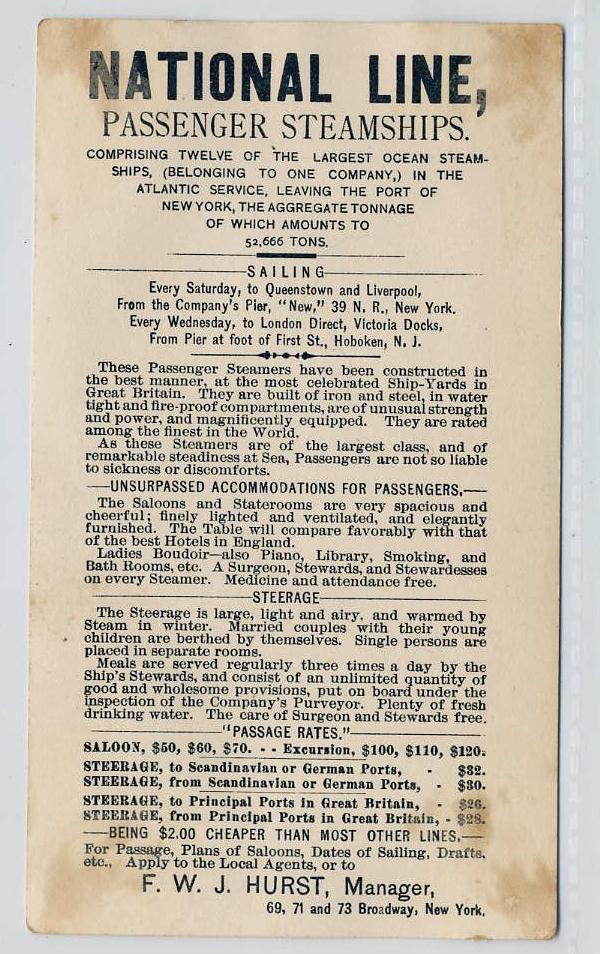 NATIONAL LINE,
PASSENGER STEAMSHIPS.
COMPRISING TWELVE OF THE LARGEST OCEAN STEAM-
SHIPS, (BELONGING TO ONE COMPANY,) IN THE
ATLANTIC SERVICE, LEAVING THE PORT OF
NEW YORK, THE AGGREGATE TONNAGE
OF WHICH AMOUNTS TO
52,666 TONS.
SAILING
Every Saturday, to Queenstown and Liverpool,
From the Company's Pier, "New," 39 N. R., New York.
Every Wednesday, to London Direct, Victoria Docks,
From Pier at foot of First St., Hoboken, N. J.
These Passenger Steamers have been constructed in
the best manner, at the most celebrated Ship-Yards in
Great Britain. They are built of iron and steel, in water
tight and fire-proof compartments, are of unusual strength
and power, and magnificently equipped. They are rated
among the finest in the World.
As these Steamers are of the largest class, and of
remarkable steadiness at Sea, Passengers are not so liable
to sickness or discomforts.
—UNSURPASSED ACCOMMODATIONS FOR PASSENGERS,—
The Saloons and Staterooms are very spacious and
cheerful; finely lighted and ventilated, and elegantly
furnished. The Table will compare favorably with that
of the best Hotels in England.
Ladies Boudoir—also Piano, Library, Smoking, and
Bath Rooms, etc. A Surgeon, Stewards, and Stewardesses
on every Steamer. Medicine and attendance free.
STEERAGE
The Steerage is large, light and airy, and warmed by
Steam in winter. Married couples with their young
children are berthed by themselves. Single persons are
placed in separate rooms.
Meals are served regularly three times a day by the
Ship's Stewards, and consist of an unlimited quantity of
good and wholesome provisions, put on board under the
inspection of the Company's Purveyor. Plenty of fresh
drinking water. The care of Surgeon and Stewards free.
"PASSAGE RATES."
SALOON, $50, $60, $70. - - Excursion, $100, $110, $120.
STEERAGE, to Scandinavian or German Ports, - $32.
STEERAGE, from Scandinavian or German Ports, - $30.
STEERAGE, to Principal Ports in Great Britain, - $26.
STEERAGE, from Principal Ports in Great Britain, - $28.
—BEING $2.00 CHEAPER THAN MOST OTHER LINES,—
For Passage, Plans of Saloons, Dates of Sailing, Drafts,
etc., Apply to the Local Agents, or to
F. W. J. HURST, Manager,
69, 71 and 73 Broadway, New York.